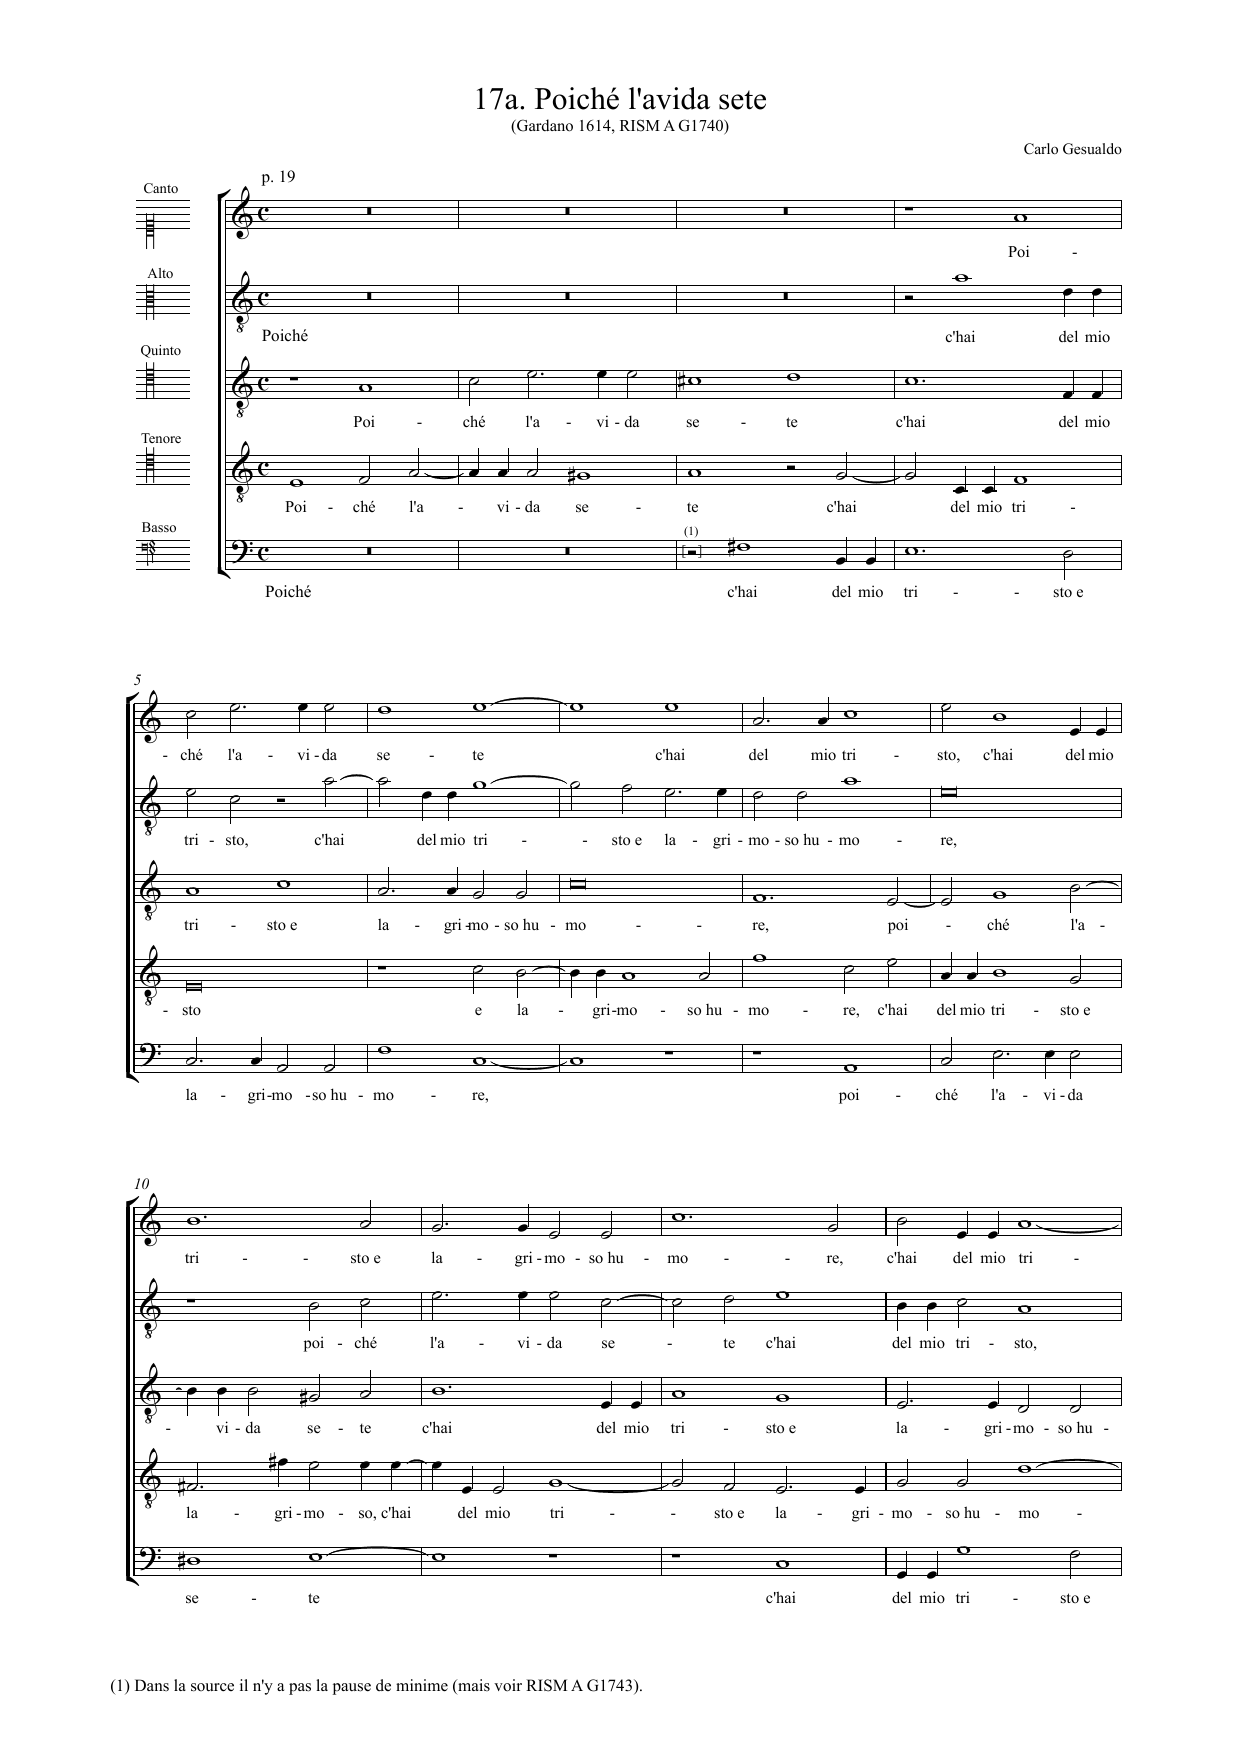 17a. Poiché l'avida sete
(Gardano 1614, RISM A G1740)
Carlo Gesualdo
p. 19
Canto
Poi -
Alto
Poiché c'hai del mio
Quinto
Poi - ché l'a - vi - da se - te c'hai del mio
Tenore
Poi - ché l'a - vi - da se - te c'hai del mio tri -
Basso
(1)
[ ]
Poiché c'hai del mio tri - - sto e
5
- ché l'a - vi - da se - te c'hai del mio tri - sto, c'hai del mio
tri - sto, c'hai del mio tri - - sto e la - gri - mo - so hu - mo - re,
tri - sto e la - gri - mo - so hu - mo - - re, poi - ché l'a -
- sto e la - gri - mo - so hu - mo - re, c'hai del mio tri - sto e
la - gri - mo - so hu - mo - re, poi - ché l'a - vi - da
10
tri - - sto e la - gri - mo - so hu - mo - - re, c'hai del mio tri -
poi - ché l'a - vi - da se - te c'hai del mio tri - sto,
- vi - da se - te c'hai del mio tri - sto e la - gri - mo - so hu -
la - gri - mo - so, c'hai del mio tri - - sto e la - gri - mo - so hu - mo -
se - te c'hai del mio tri - sto e
(1) Dans la source il n'y a pas la pause de minime (mais voir RISM A G1743).